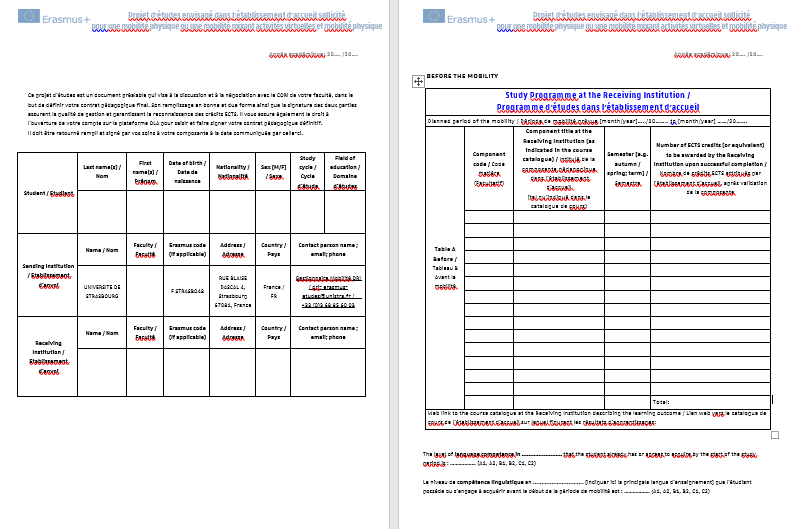 Erasmus+
Projet d'études envisagé dans l'établissement d'accueil sollicité
pour une mobilité physique ou une mobilité mixant activités virtuelles et mobilité physique
Année académique: 20.... /20....
Ce projet d'études est un document préalable qui vise à la discussion et à la négociation avec le CORI de votre faculté, dans le
but de définir votre contrat pédagogique final. Son remplissage en bonne et due forme ainsi que la signature des deux parties
assurent la qualité de gestion et garantissent la reconnaissance des crédits ECTS. Il vous assure également le droit à
l'ouverture de votre compte sur la plateforme OLA pour saisir et faire signer votre contrat pédagogique définitif.
Il doit être retourné rempli et signé par vos soins à votre composante à la date communiquée par celle-ci.
Student / Etudiant
Last name(s) / Nom
First name(s) / Prénom
Date of birth / Date de naissance
Nationality / Nationalité
Sex [M/F] / Sexe
Study cycle / Cycle d'étude
Field of education / Domaine d'études
Sending Institution / Etablissement d'envoi
Name / Nom
Faculty / Faculté
Erasmus code (if applicable)
Address / Adresse
Country / Pays
Contact person name ; email; phone
UNIVERSITE DE STRASBOURG
F STRASBO48
RUE BLAISE PASCAL 4, Strasbourg 67081, France
France / FR
Gestionnaire Mobilité DRI
Receiving Institution / Etablissement d'envoi
Name / Nom
Faculty / Faculté
Erasmus code (if applicable)
Address / Adresse
Country / Pays
Contact person name ; email; phone
Erasmus+
Projet d'études envisagé dans l'établissement d'accueil sollicité
pour une mobilité physique ou une mobilité mixant activités virtuelles et mobilité physique
Année académique: 20.... /20....
BEFORE THE MOBILITY
Study Programme at the Receiving Institution /
Programme d'études dans l'établissement d'accueil
Planned period of the mobility / Période de mobilité prévue [month/year]...../20........ to [month/year] ....../20.......
Table A Before / Tableau B Avant la mobilité
Component code / Code matière (Facultatif)
Component title at the Receiving Institution (as indicated in the course catalogue) / Intitulé de la composante pédagogique dans l'établissement d'accueil (tel qu'indiqué dans le catalogue de cours)
Semester [e.g. autumn / spring; term] / Semestre
Number of ECTS credits (or equivalent) to be awarded by the Receiving Institution upon successful completion / Nombre de crédits ECTS attribués par l'établissement d'accueil, après validation de la composante.
Total:
Web link to the course catalogue at the Receiving Institution describing the learning outcome / Lien web vers le catalogue de
cours de l'établissement d'accueil sur lequel figurent les résultats d'apprentissages:
The level of language competence in ........................ that the student already has or agrees to acquire by the start of the study
period is : ............... (A1, A2, B1, B2, C1, C2)
Le niveau de compétence linguistique en .............................. [indiquer ici la principale langue d'enseignement] que l'étudiant
possède ou s'engage à acquérir avant le début de la période de mobilité est : ............... (A1, A2, B1, B2, C1, C2)